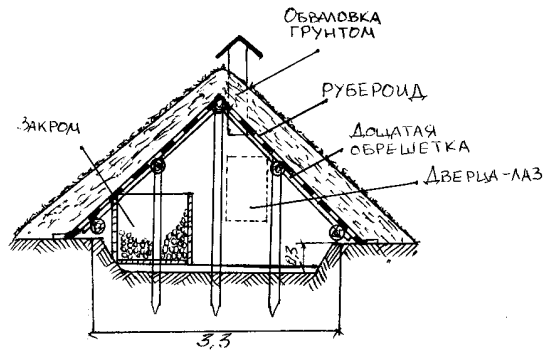 ОБВАЛОВКА
ГРУНТОМ
РУБЕРОИД
ЗАКРОМ
ДОЩАТАЯ
ОБРЕШЕТКА
ДВЕРЦА-ЛАЗ
0,3
3,3